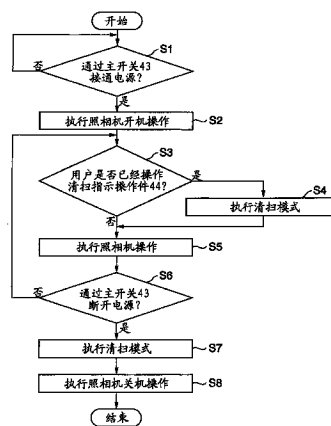 开始
S1
通过主开关43
接通电源?
否
是
执行照相机开机操作
S2
S3
用户是否已经操作
清扫指示操作件44?
是
S4
执行清扫模式
否
执行照相机操作
S5
S6
否
通过主开关43
断开电源?
是
执行清扫模式
S7
执行照相机关机操作
S8
结束